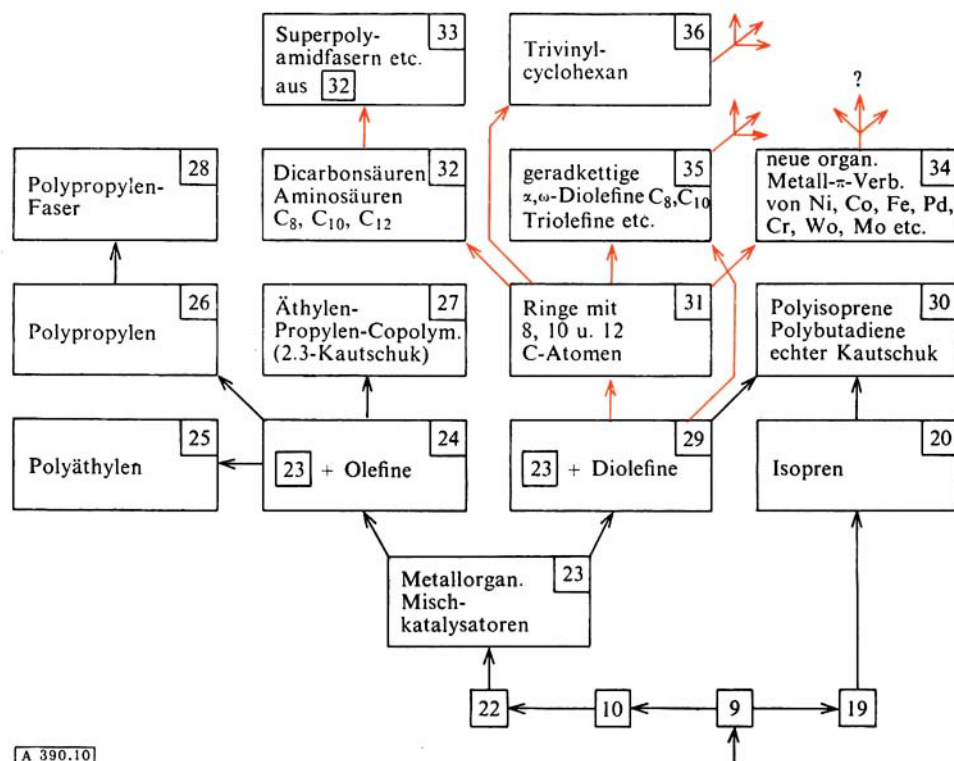 33
Superpoly-
amidfasern etc.
aus 32
36
Trivinyl-
cyclohexan
?
28
Polypropylen-
Faser
32
Dicarbonsäuren
Aminosäuren
C₈, C₁₀, C₁₂
35
geradkettige
α,ω-Diolefine C₈,C₁₀
Triolefine etc.
34
neue organ.
Metall-π-Verb.
von Ni, Co, Fe, Pd,
Cr, Wo, Mo etc.
26
Polypropylen
27
Äthylen-
Propylen-Copolym.
(2.3-Kautschuk)
31
Ringe mit
8, 10 u. 12
C-Atomen
30
Polyisoprene
Polybutadiene
echter Kautschuk
25
Polyäthylen
24
23 + Olefine
29
23 + Diolefine
20
Isopren
23
Metallorgan.
Misch-
katalysatoren
22
10
9
19
A 390.10